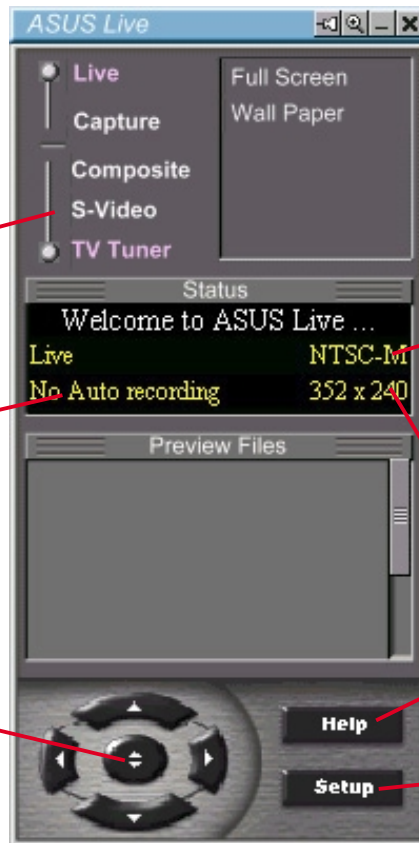 ASUS Live
Live
Capture
Composite
S-Video
TV Tuner
Full Screen
Wall Paper
Status
Welcome to ASUS Live ...
Live NTSC-M
No Auto recording 352 x 240
Preview Files
Help
Setup